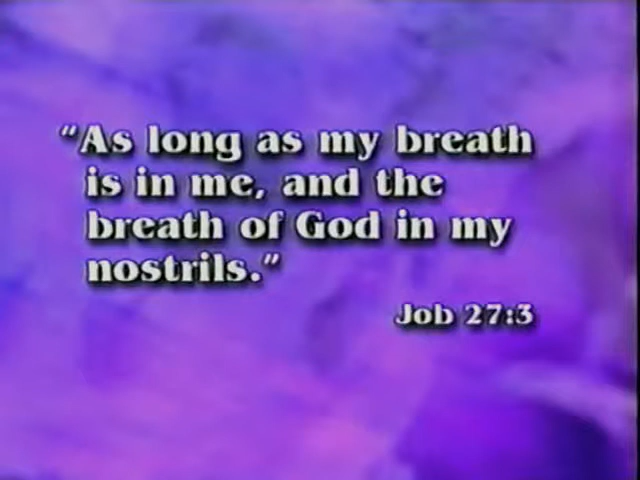 “As long as my breath
is in me, and the
breath of God in my
nostrils.”
Job 27:3